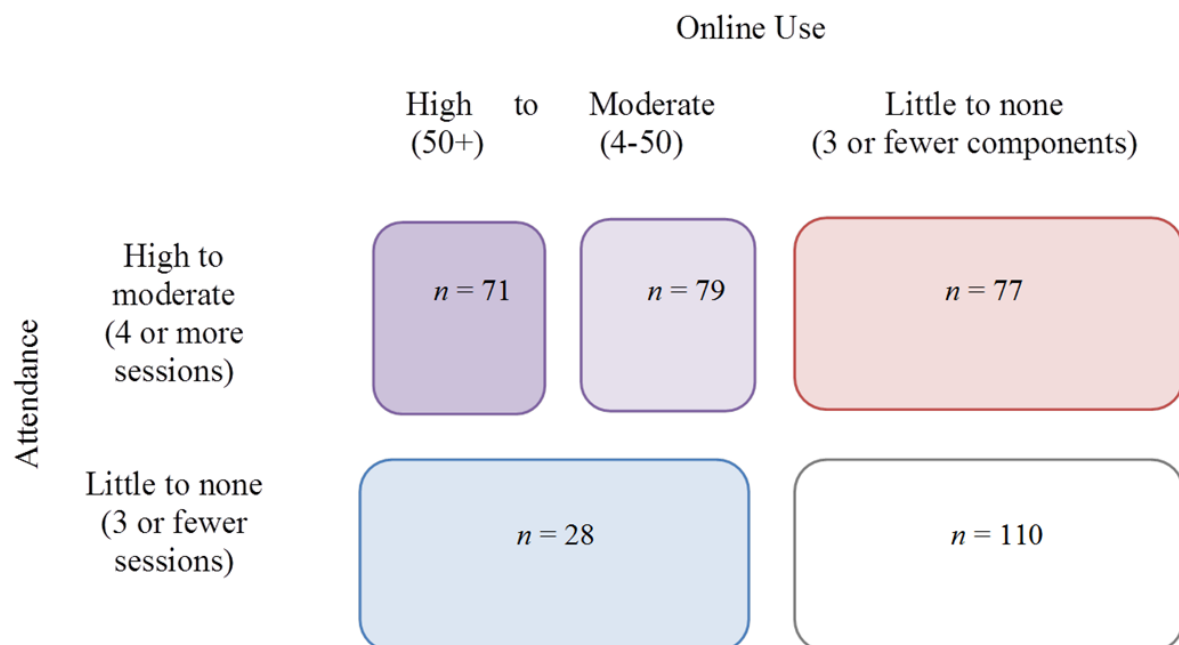 Online Use
High to Moderate
(50+) (4-50)
Little to none
(3 or fewer components)
Attendance
High to
moderate
(4 or more
sessions)
n = 71
n = 79
n = 77
Little to none
(3 or fewer
sessions)
n = 28
n = 110